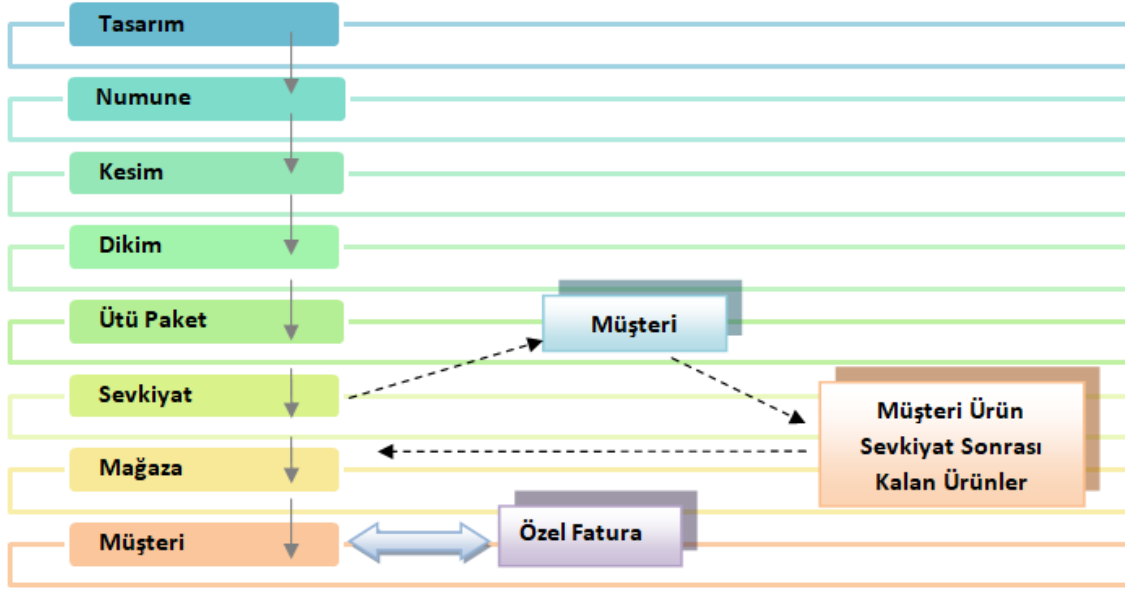 Tasarım
Numune
Kesim
Dikim
Ütü Paket
Müşteri
Sevkiyat
Müşteri Ürün
Sevkiyat Sonrası
Kalan Ürünler
Mağaza
Müşteri
Özel Fatura